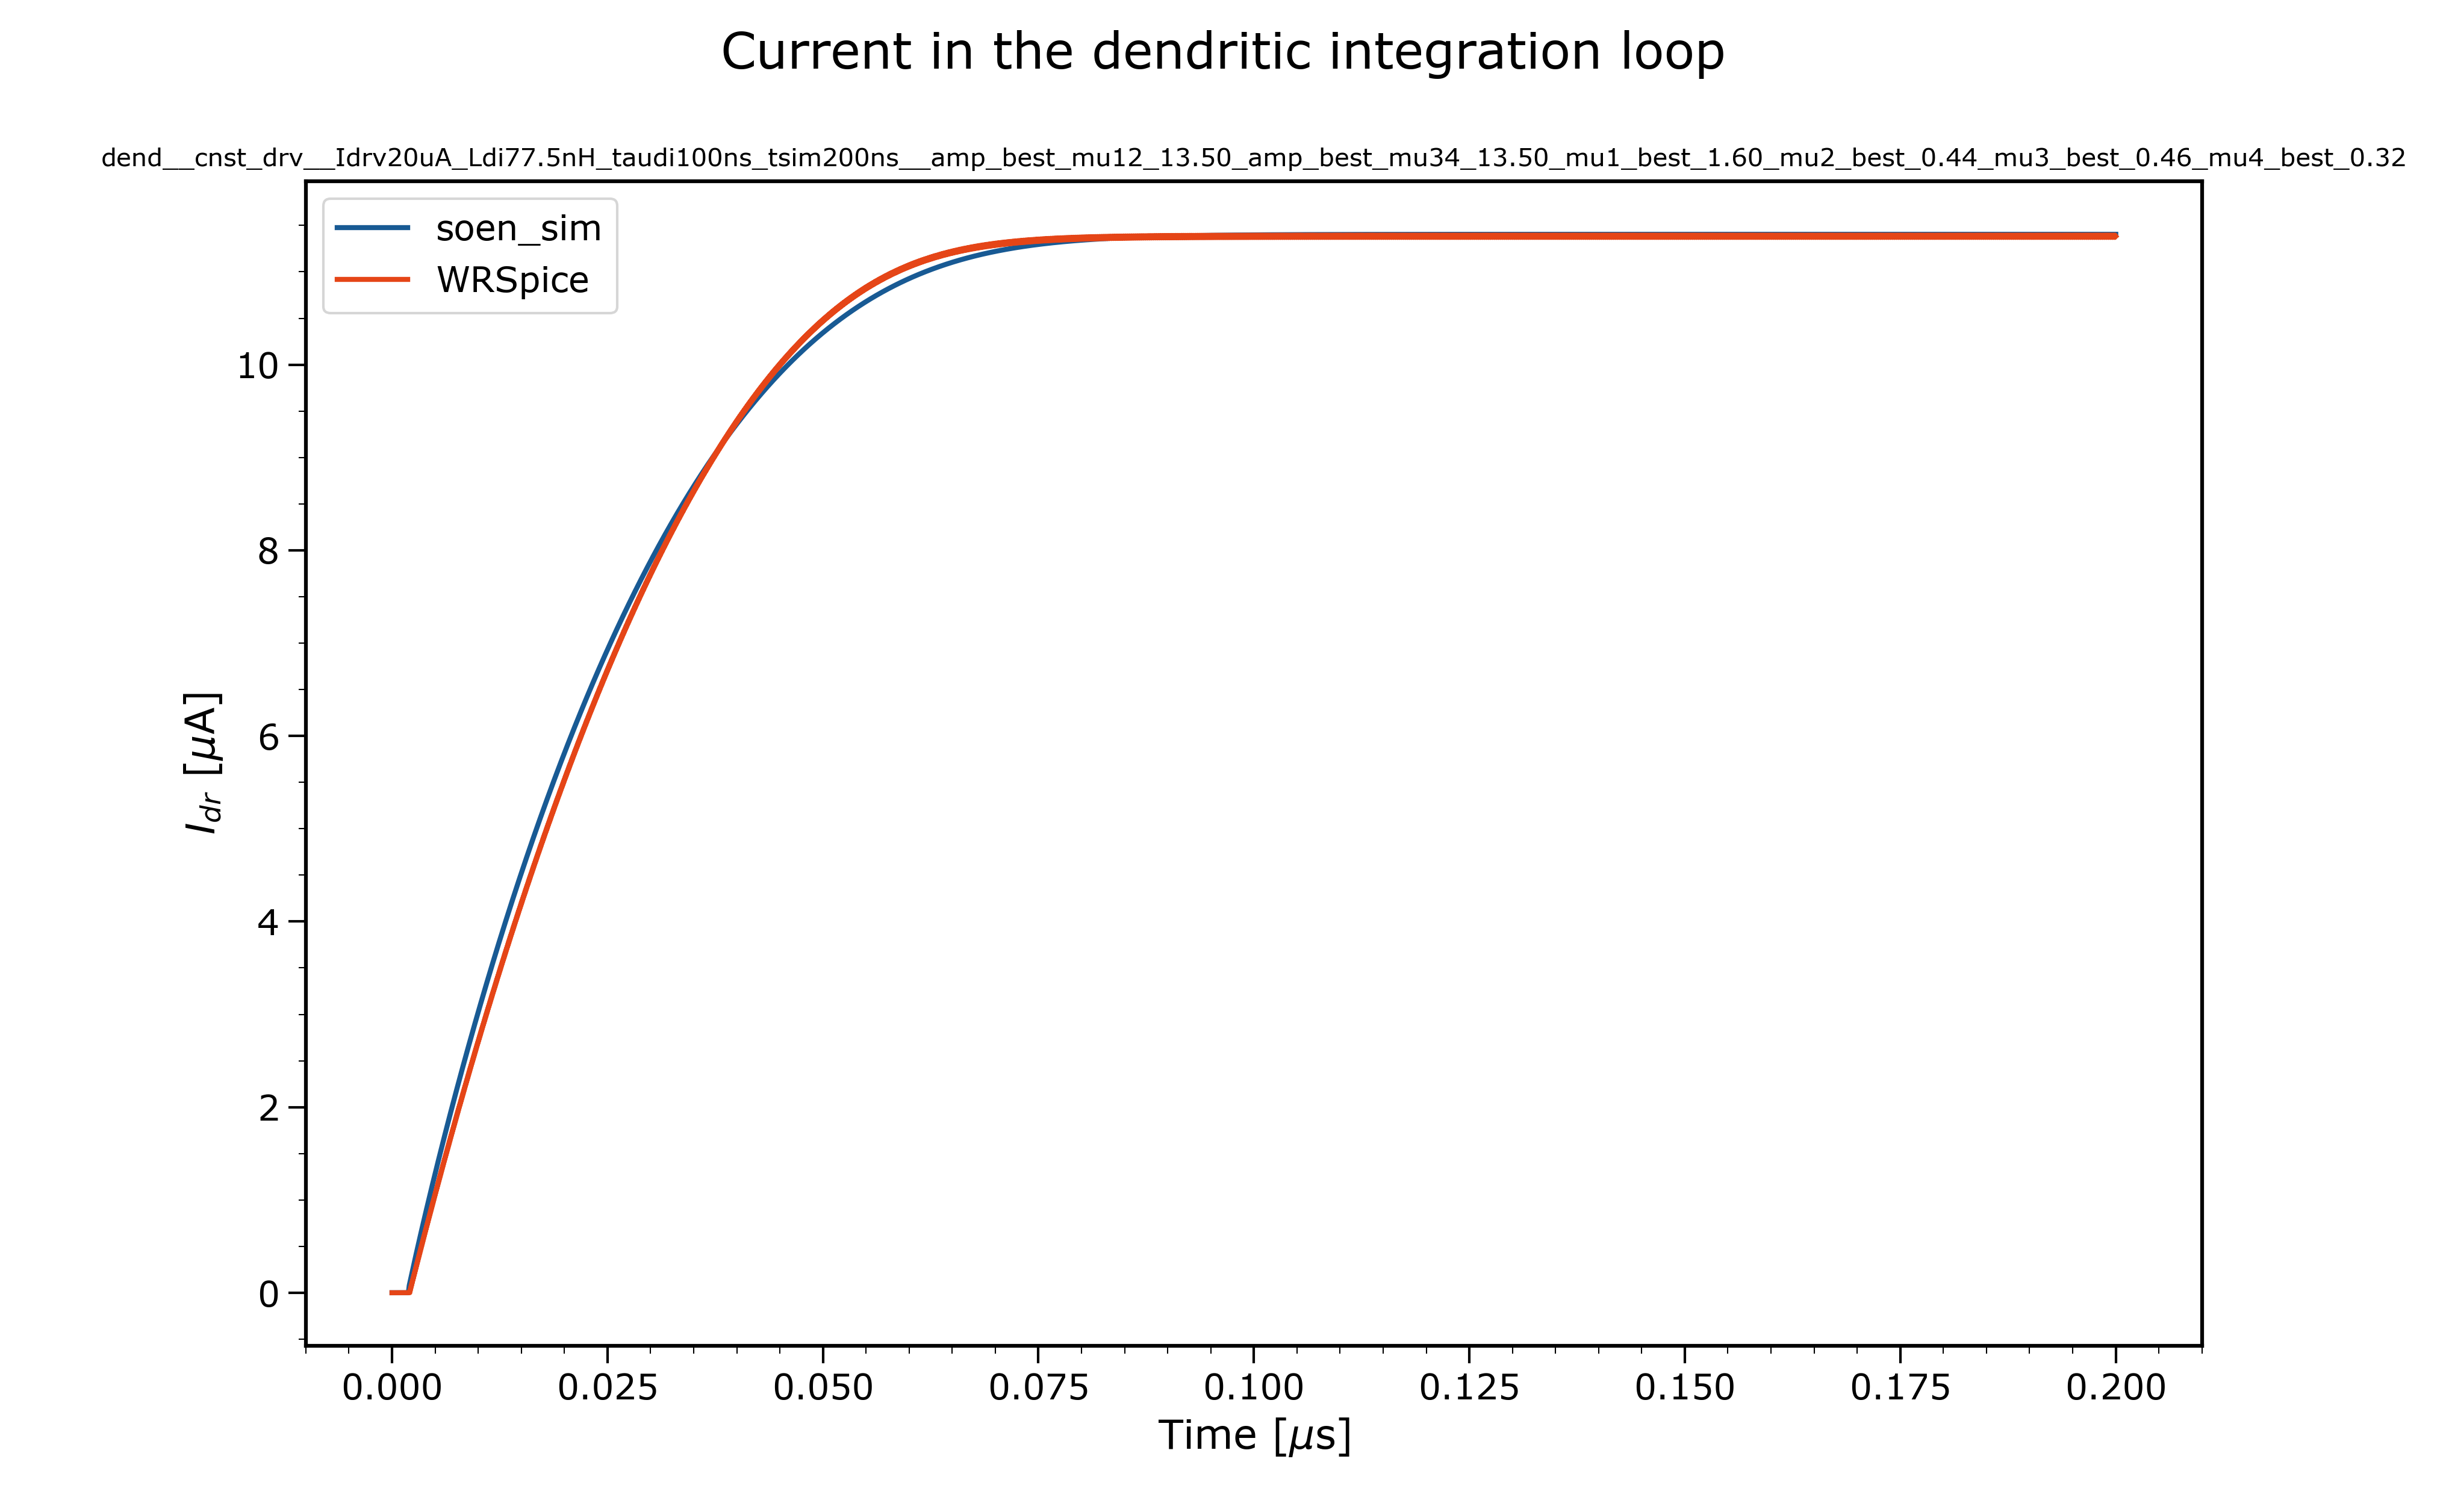 Current in the dendritic integration loop
dend__cnst_drv__Idrv20uA_Ldi77.5nH_taudi100ns_tsim200ns__amp_best_mu12_13.50_amp_best_mu34_13.50_mu1_best_1.60_mu2_best_0.44_mu3_best_0.46_mu4_best_0.32
soen_sim
WRSpice
10
8
6
4
2
0
I_dr [μA]
0.000 0.025 0.050 0.075 0.100 0.125 0.150 0.175 0.200
Time [μs]